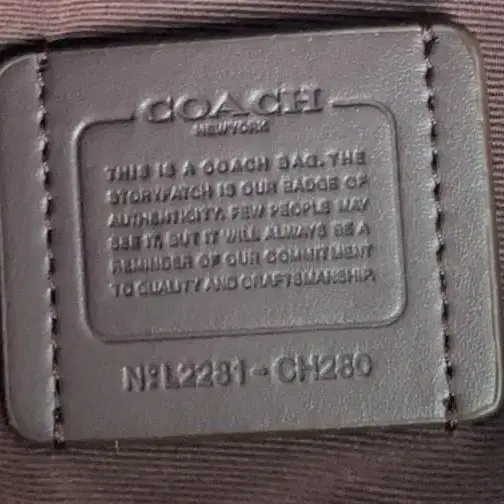 COACH
NEW YORK
THIS IS A COACH BAG. THE
STORYPATCH IS OUR BADGE OF
AUTHENTICITY. FEW PEOPLE MAY
SEE IT, BUT IT WILL ALWAYS BE A
REMINDER OF OUR COMMITMENT
TO QUALITY AND CRAFTSMANSHIP.
Nº:L2281-CH280